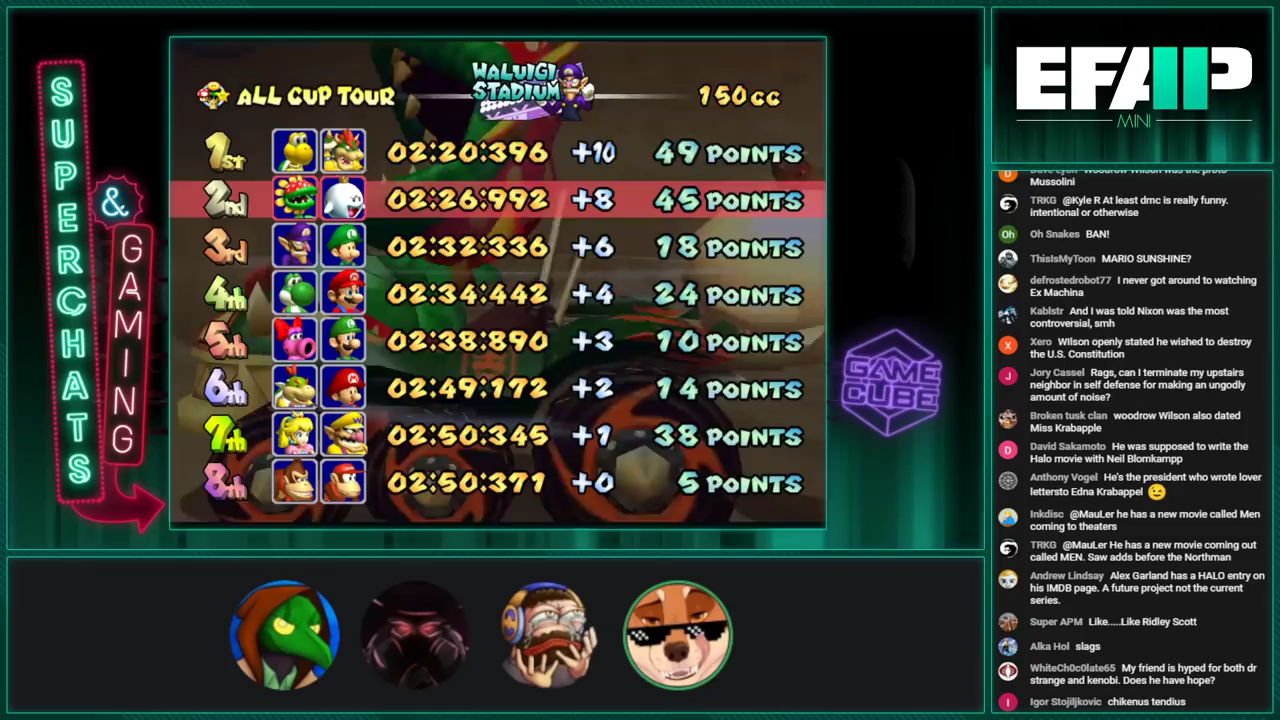 SUPERCHATS
&
GAMING
ALL CUP TOUR
WALUIGI
STADIUM
150cc
1st 02:20:396 +10 49 POINTS
2nd 02:26:992 +8 45 POINTS
3rd 02:32:336 +6 18 POINTS
4th 02:34:442 +4 24 POINTS
5th 02:38:890 +3 10 POINTS
6th 02:49:172 +2 14 POINTS
7th 02:50:345 +1 38 POINTS
8th 02:50:371 +0 5 POINTS
GAME
CUBE
EFAP
MINI
Mussolini
TRKG @Kyle R At least dmc is really funny.
intentional or otherwise
Oh
Oh Snakes BAN!
ThisIsMyToon MARIO SUNSHINE?
defrostedrobot77 I never got around to watching
Ex Machina
Kablstr And I was told Nixon was the most
controversial, smh
X
Xero WIlson openly stated he wished to destroy
the U.S. Constitution
J
Jory Cassel Rags, can I terminate my upstairs
neighbor in self defense for making an ungodly
amount of noise?
Broken tusk clan woodrow Wilson also dated
Miss Krabapple
D
David Sakamoto He was supposed to write the
Halo movie with Neil Blomkampp
Anthony Vogel He's the president who wrote lover
lettersto Edna Krabappel
Inkdisc @MauLer he has a new movie called Men
coming to theaters
TRKG @MauLer He has a new movie coming out
called MEN. Saw adds before the Northman
Andrew Lindsay Alex Garland has a HALO entry on
his IMDB page. A future project not the current
series.
Super APM Like.....Like Ridley Scott
Alka Hol slags
WhiteCh0c0late65 My friend is hyped for both dr
strange and kenobi. Does he have hope?
I
Igor Stojiljkovic chikenus tendius